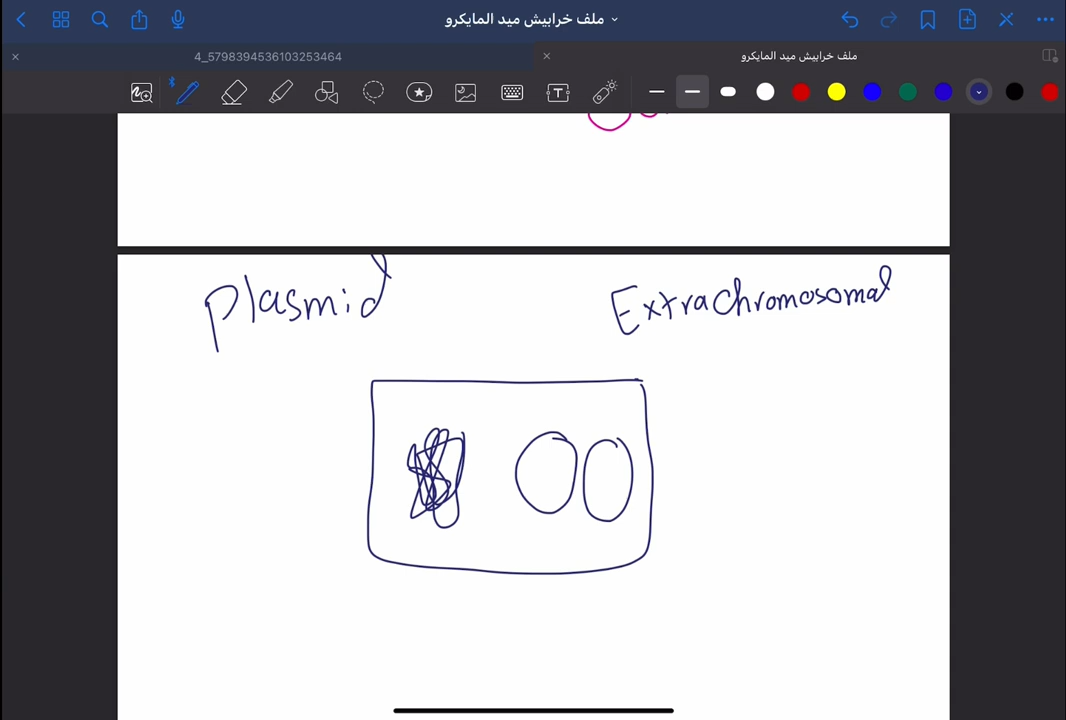 ملف خرابيش ميد المايكرو
4_5798394536103253464
ملف خرابيش ميد المايكرو
Plasmid
Extrachromosomal